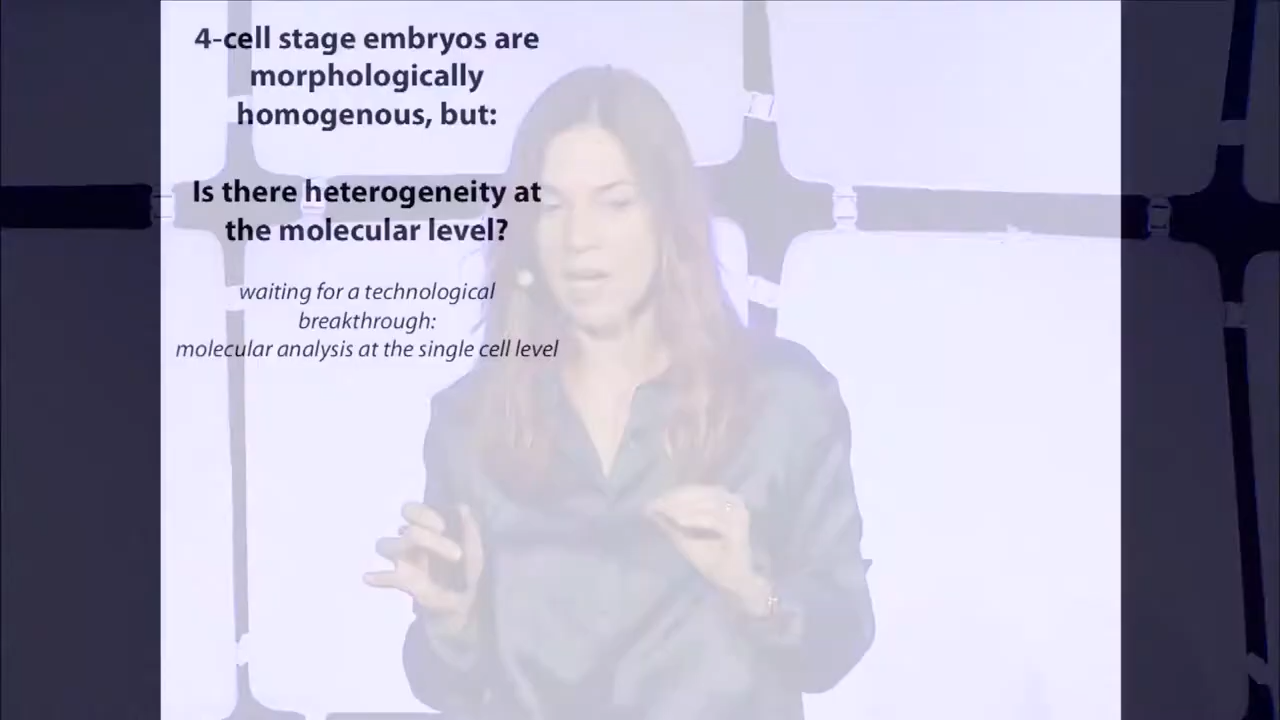 4-cell stage embryos are
morphologically
homogenous, but:
Is there heterogeneity at
the molecular level?
waiting for a technological
breakthrough:
molecular analysis at the single cell level